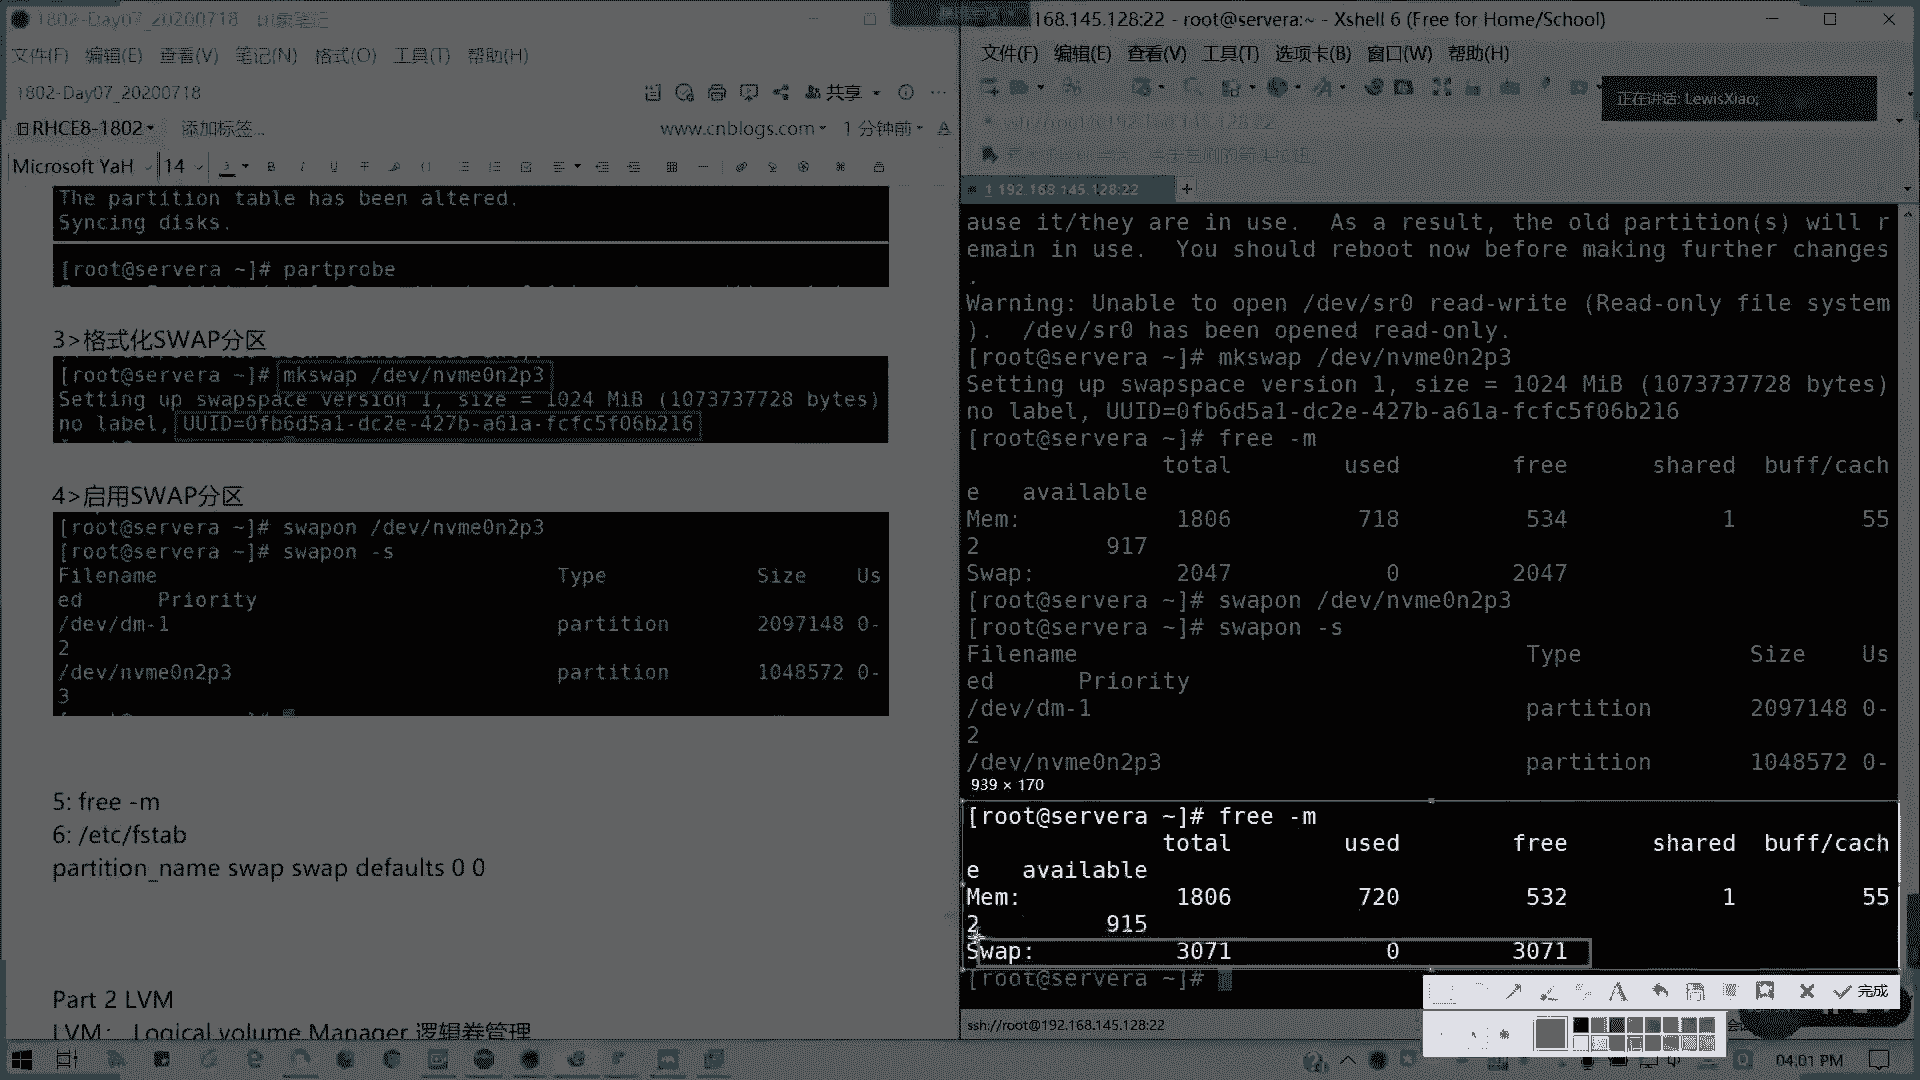 1802-Day07_20200718
文件(F) 编辑(E) 查看(V) 笔记(N) 格式(O) 工具(T) 帮助(H)
1802-Day07_20200718
共享
RHCE8-1802
添加标签...
www.cnblogs.com
1 分钟前
Microsoft YaH
14
The partition table has been altered.
Syncing disks.
[root@servera ~]# partprobe
3>格式化SWAP分区
[root@servera ~]# mkswap /dev/nvme0n2p3
Setting up swapspace version 1, size = 1024 MiB (1073737728 bytes)
no label, UUID=0fb6d5a1-dc2e-427b-a61a-fcfc5f06b216
4>启用SWAP分区
[root@servera ~]# swapon /dev/nvme0n2p3
[root@servera ~]# swapon -s
Filename Type Size Us
ed Priority
/dev/dm-1 partition 2097148 0-
2
/dev/nvme0n2p3 partition 1048572 0-
3
5: free -m
6: /etc/fstab
partition_name swap swap defaults 0 0
Part 2 LVM
LVM: Logical volume Manager 逻辑卷管理
168.145.128:22 - root@servera:~ - Xshell 6 (Free for Home/School)
文件(F) 编辑(E) 查看(V) 工具(T) 选项卡(B) 窗口(W) 帮助(H)
正在讲话: LewisXiao;
1 192.168.145.128:22
ause it/they are in use.  As a result, the old partition(s) will r
emain in use.  You should reboot now before making further changes
.
Warning: Unable to open /dev/sr0 read-write (Read-only file system
).  /dev/sr0 has been opened read-only.
[root@servera ~]# mkswap /dev/nvme0n2p3
Setting up swapspace version 1, size = 1024 MiB (1073737728 bytes)
no label, UUID=0fb6d5a1-dc2e-427b-a61a-fcfc5f06b216
[root@servera ~]# free -m
total used free shared buff/cach
e available
Mem: 1806 718 534 1 55
2 917
Swap: 2047 0 2047
[root@servera ~]# swapon /dev/nvme0n2p3
[root@servera ~]# swapon -s
Filename Type Size Us
ed Priority
/dev/dm-1 partition 2097148 0-
2
/dev/nvme0n2p3 partition 1048572 0-
939 × 170
[root@servera ~]# free -m
total used free shared buff/cach
e available
Mem: 1806 720 532 1 55
2 915
Swap: 3071 0 3071
[root@servera ~]#
完成
ssh://root@192.168.145.128:22
04:01 PM